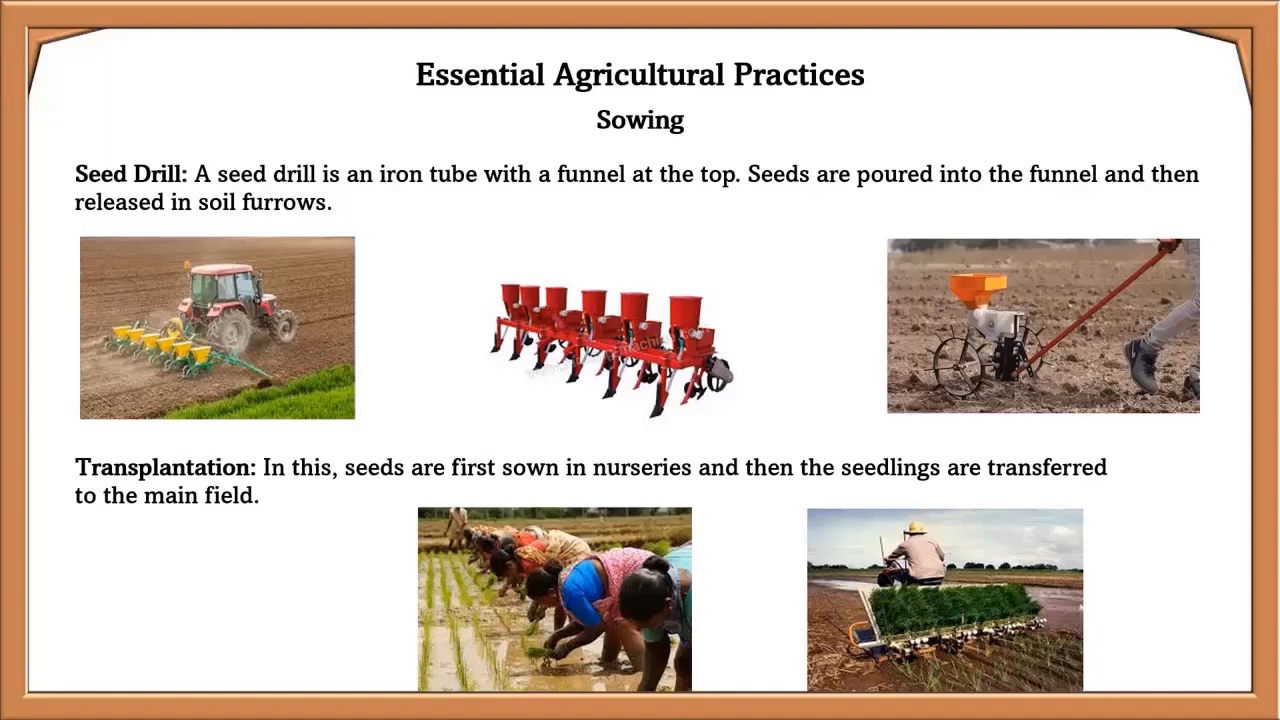 Essential Agricultural Practices
Sowing
Seed Drill: A seed drill is an iron tube with a funnel at the top. Seeds are poured into the funnel and then
released in soil furrows.
Transplantation: In this, seeds are first sown in nurseries and then the seedlings are transferred
to the main field.